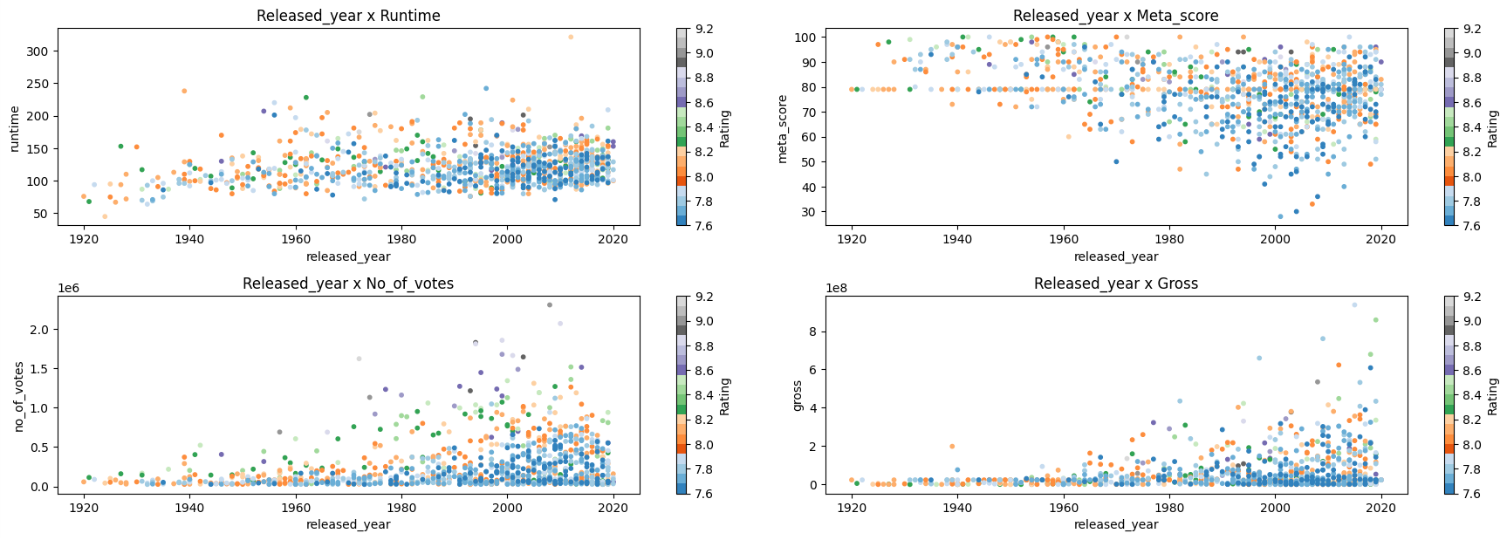 Released_year x Runtime
runtime
300
250
200
150
100
50
1920 1940 1960 1980 2000 2020
released_year
9.2
9.0
8.8
8.6
8.4
8.2
8.0
7.8
7.6
Rating
Released_year x Meta_score
meta_score
100
90
80
70
60
50
40
30
1920 1940 1960 1980 2000 2020
released_year
9.2
9.0
8.8
8.6
8.4
8.2
8.0
7.8
7.6
Rating
Released_year x No_of_votes
1e6
no_of_votes
2.0
1.5
1.0
0.5
0.0
1920 1940 1960 1980 2000 2020
released_year
9.2
9.0
8.8
8.6
8.4
8.2
8.0
7.8
7.6
Rating
Released_year x Gross
1e8
gross
8
6
4
2
0
1920 1940 1960 1980 2000 2020
released_year
9.2
9.0
8.8
8.6
8.4
8.2
8.0
7.8
7.6
Rating